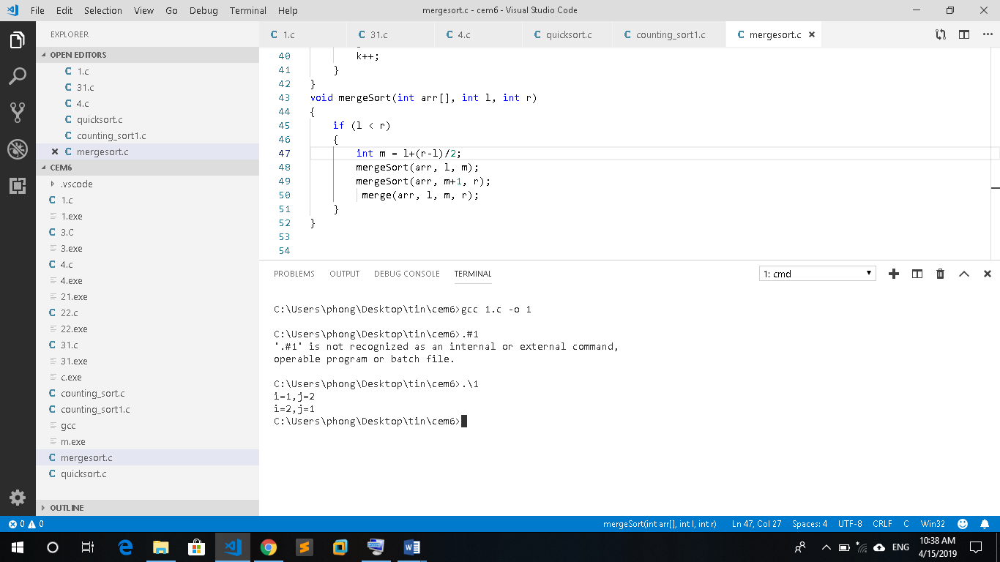 File Edit Selection View Go Debug Terminal Help mergesort.c - cem6 - Visual Studio Code
EXPLORER
OPEN EDITORS
C 1.c
C 31.c
C 4.c
C quicksort.c
C counting_sort1.c
C mergesort.c
CEM6
.vscode
C 1.c
1.exe
C 3.C
3.exe
C 4.c
4.exe
21.exe
C 22.c
22.exe
C 31.c
31.exe
c.exe
C counting_sort.c
C counting_sort1.c
gcc
m.exe
C mergesort.c
C quicksort.c
OUTLINE
C 1.c C 31.c C 4.c C quicksort.c C counting_sort1.c C mergesort.c
40 k++;
41 }
42 }
43 void mergeSort(int arr[], int l, int r)
44 {
45 if (l < r)
46 {
47 int m = l+(r-l)/2;
48 mergeSort(arr, l, m);
49 mergeSort(arr, m+1, r);
50 merge(arr, l, m, r);
51 }
52 }
53
54
PROBLEMS OUTPUT DEBUG CONSOLE TERMINAL 1: cmd
C:\Users\phong\Desktop\tin\cem6>gcc 1.c -o 1
C:\Users\phong\Desktop\tin\cem6>.#1
'.#1' is not recognized as an internal or external command,
operable program or batch file.
C:\Users\phong\Desktop\tin\cem6>.\1
i=1,j=2
i=2,j=1
C:\Users\phong\Desktop\tin\cem6>
0 0 mergeSort(int arr[], int l, int r) Ln 47, Col 27 Spaces: 4 UTF-8 CRLF C Win32
ENG 10:38 AM
4/15/2019